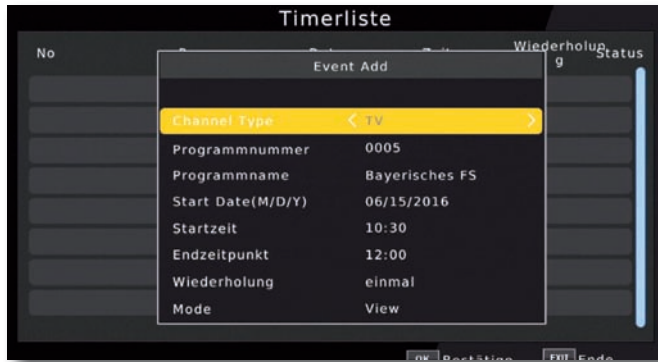 Timerliste
No Wiederholung Status
Event Add
Channel Type < TV >
Programmnummer 0005
Programmname Bayerisches FS
Start Date(M/D/Y) 06/15/2016
Startzeit 10:30
Endzeitpunkt 12:00
Wiederholung einmal
Mode View
OK Bestätige EXIT Ende